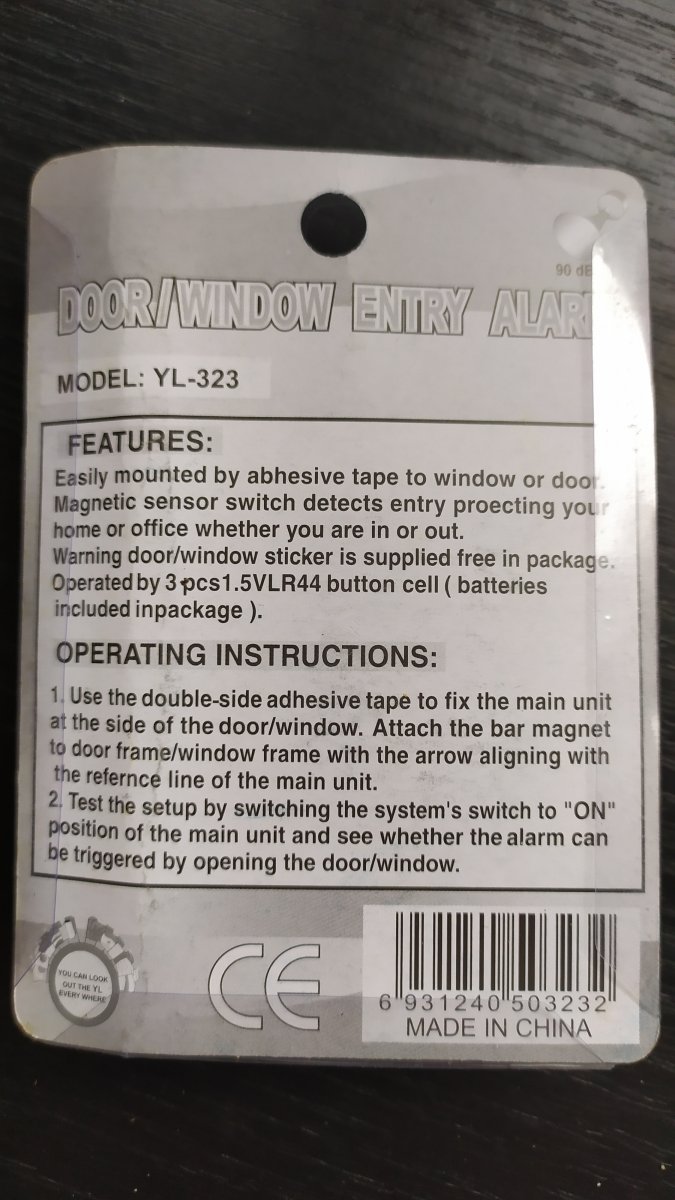 90 dB
DOOR/WINDOW ENTRY ALARM
MODEL: YL-323
FEATURES:
Easily mounted by abhesive tape to window or door.
Magnetic sensor switch detects entry proecting your
home or office whether you are in or out.
Warning door/window sticker is supplied free in package.
Operated by 3 pcs1.5VLR44 button cell ( batteries
included inpackage ).
OPERATING INSTRUCTIONS:
1. Use the double-side adhesive tape to fix the main unit
at the side of the door/window. Attach the bar magnet
to door frame/window frame with the arrow aligning with
the refernce line of the main unit.
2. Test the setup by switching the system's switch to "ON"
position of the main unit and see whether the alarm can
be triggered by opening the door/window.
YOU CAN LOOK
OUT THE YL
EVERY WHERE
CE
6 931240 503232
MADE IN CHINA